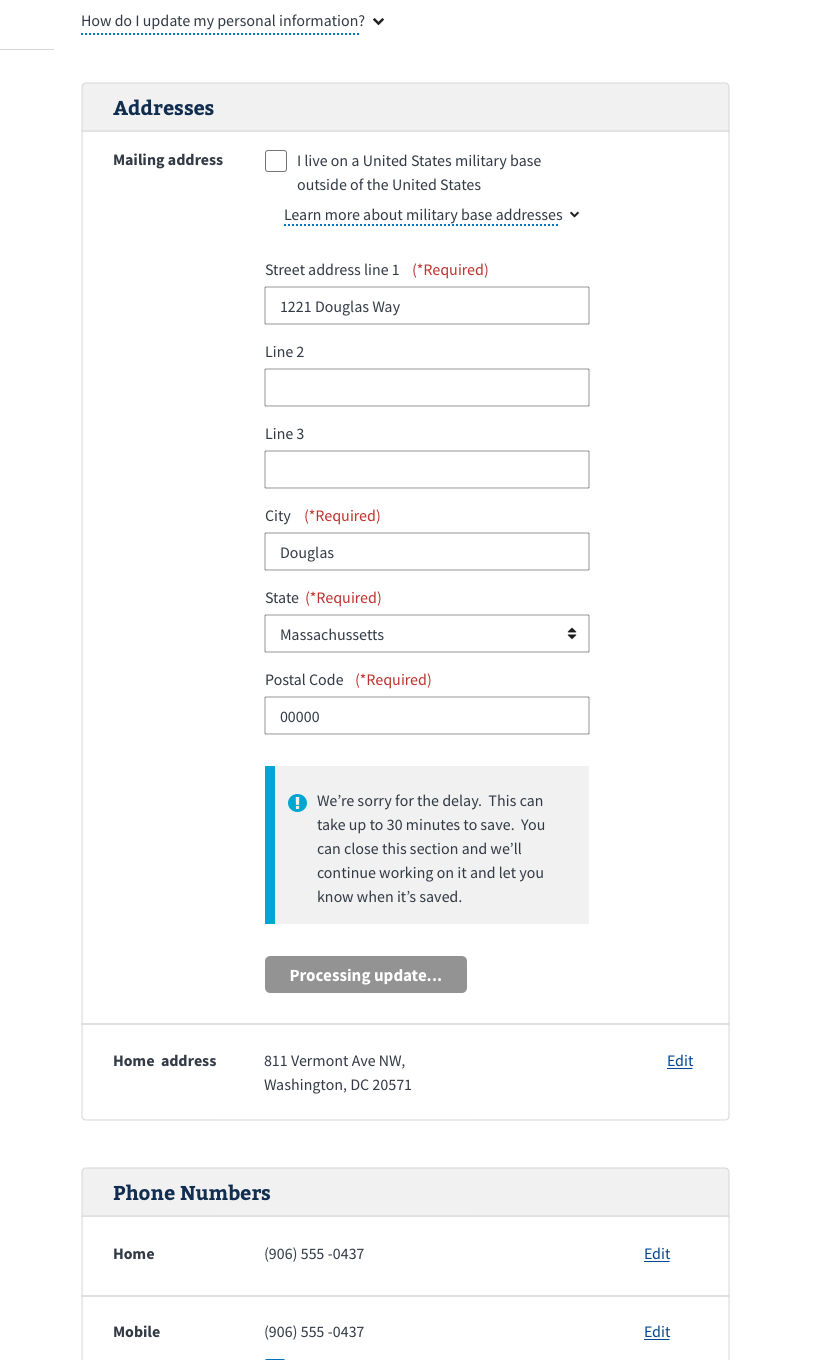 How do I update my personal information?
Addresses
Mailing address
I live on a United States military base
outside of the United States
Learn more about military base addresses
Street address line 1 (*Required)
1221 Douglas Way
Line 2
Line 3
City (*Required)
Douglas
State (*Required)
Massachussetts
Postal Code (*Required)
00000
We’re sorry for the delay. This can
take up to 30 minutes to save. You
can close this section and we’ll
continue working on it and let you
know when it’s saved.
Processing update...
Home address
811 Vermont Ave NW,
Washington, DC 20571
Edit
Phone Numbers
Home (906) 555 -0437 Edit
Mobile (906) 555 -0437 Edit